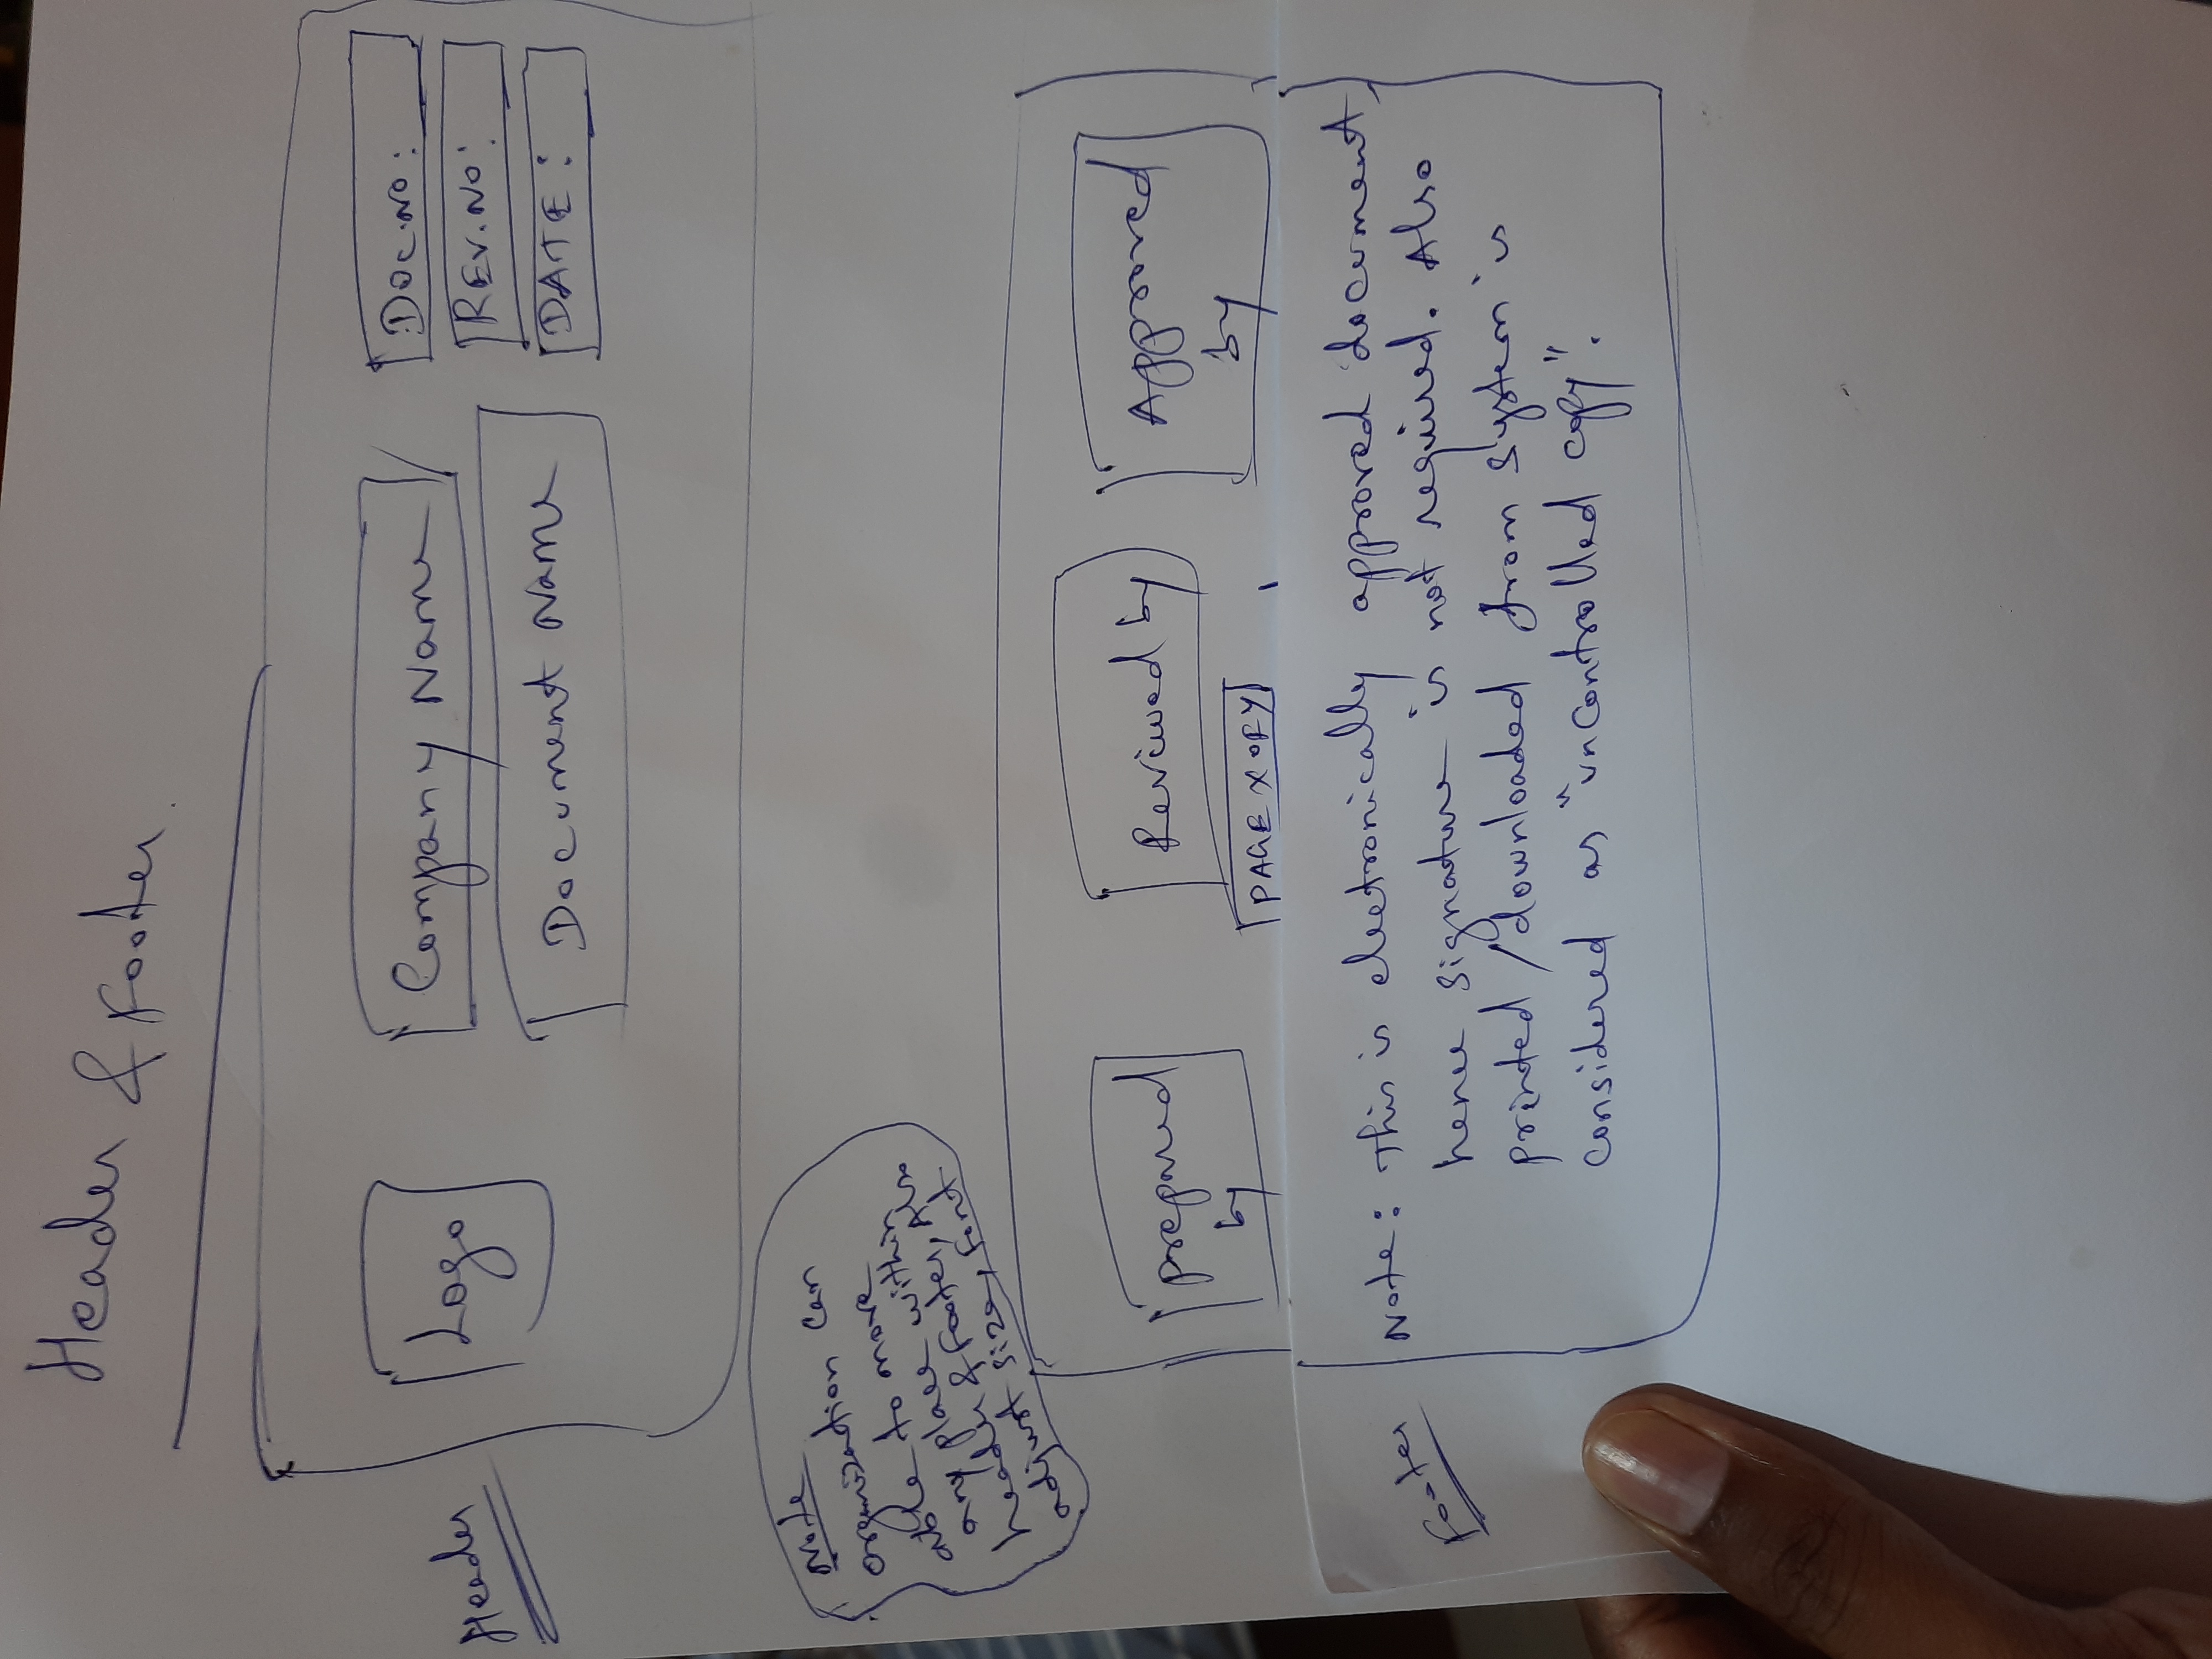 Header & Footer.
Header
Logo
Company Name
Document Name
DOC.NO:
REV.NO:
DATE:
Note
organization can
able to move
any place within
header & footer, Also
adjust size, font
prepared
by
Reviwed by
Approved
by
PAGE X OF Y
Footer
Note: This is electronically approved document,
hence signature is not required. Also
printed/downloaded from system is
considered as "uncontrolled copy".